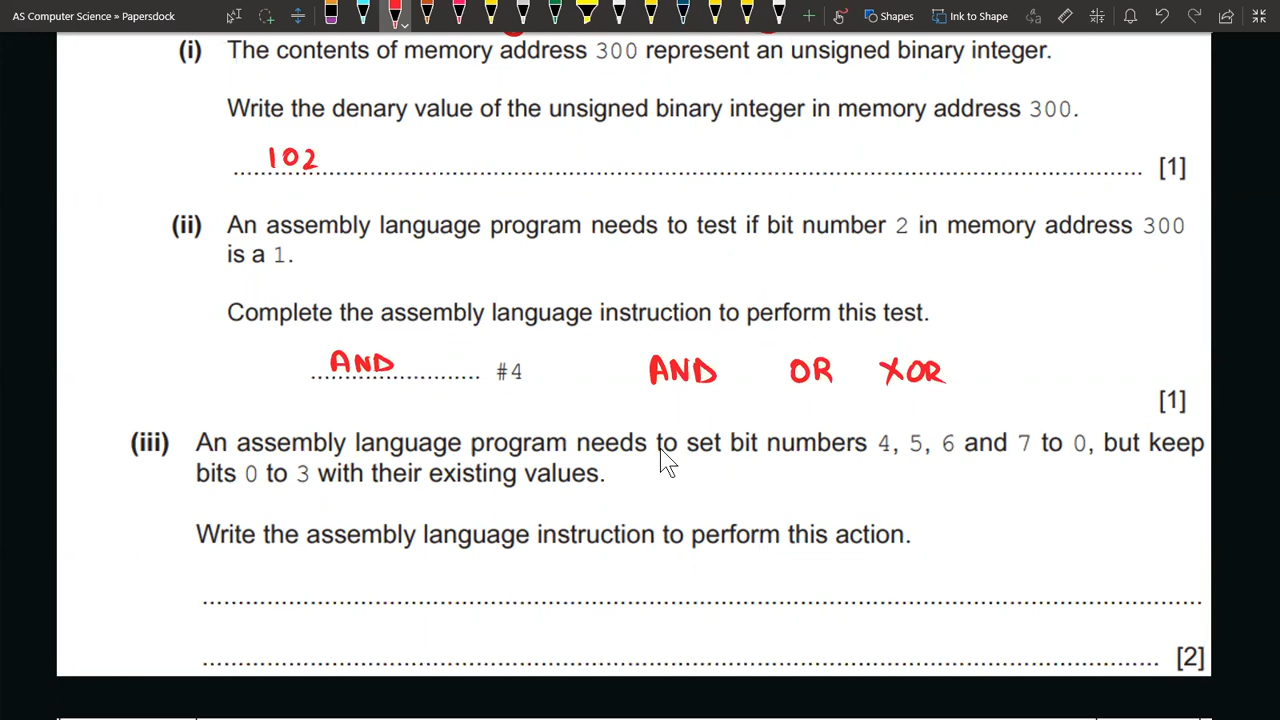 AS Computer Science » Papersdock
Shapes
Ink to Shape
(i) The contents of memory address 300 represent an unsigned binary integer.
Write the denary value of the unsigned binary integer in memory address 300.
102 [1]
(ii) An assembly language program needs to test if bit number 2 in memory address 300
is a 1.
Complete the assembly language instruction to perform this test.
AND #4 AND OR XOR
[1]
(iii) An assembly language program needs to set bit numbers 4, 5, 6 and 7 to 0, but keep
bits 0 to 3 with their existing values.
Write the assembly language instruction to perform this action.
[2]